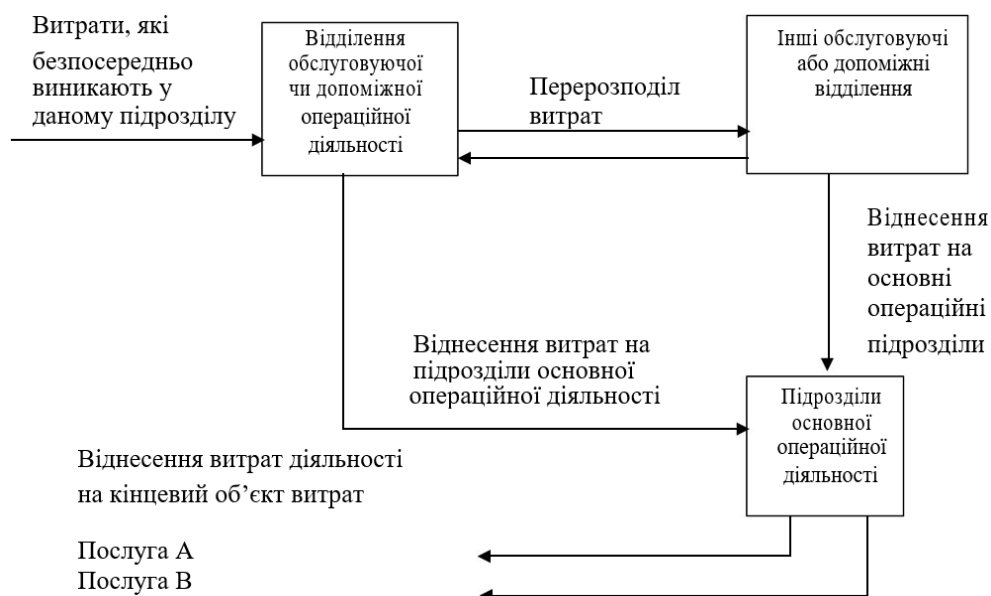 Витрати, які
безпосередньо
виникають у
даному підрозділу
Відділення
обслуговуючої
чи допоміжної
операційної
діяльності
Перерозподіл
витрат
Інші обслуговуючі
або допоміжні
відділення
Віднесення
витрат на
основні
операційні
підрозділи
Віднесення витрат на
підрозділи основної
операційної діяльності
Підрозділи
основної
операційної
діяльності
Віднесення витрат діяльності
на кінцевий об’єкт витрат
Послуга А
Послуга В